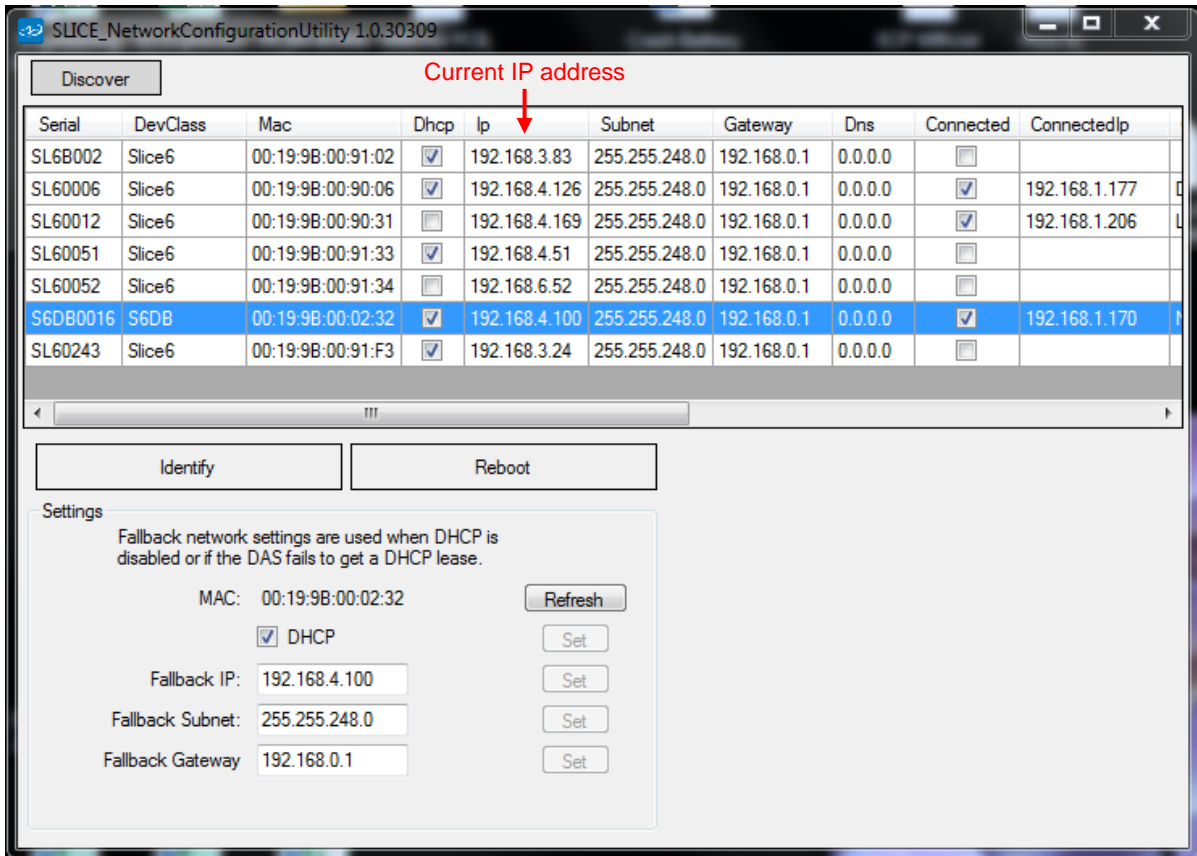 SLICE_NetworkConfigurationUtility 1.0.30309
Discover
Current IP address
Serial DevClass Mac Dhcp Ip Subnet Gateway Dns Connected ConnectedIp
SL6B002 Slice6 00:19:9B:00:91:02 192.168.3.83 255.255.248.0 192.168.0.1 0.0.0.0
SL60006 Slice6 00:19:9B:00:90:06 192.168.4.126 255.255.248.0 192.168.0.1 0.0.0.0 192.168.1.177
SL60012 Slice6 00:19:9B:00:90:31 192.168.4.169 255.255.248.0 192.168.0.1 0.0.0.0 192.168.1.206
SL60051 Slice6 00:19:9B:00:91:33 192.168.4.51 255.255.248.0 192.168.0.1 0.0.0.0
SL60052 Slice6 00:19:9B:00:91:34 192.168.6.52 255.255.248.0 192.168.0.1 0.0.0.0
S6DB0016 S6DB 00:19:9B:00:02:32 192.168.4.100 255.255.248.0 192.168.0.1 0.0.0.0 192.168.1.170
SL60243 Slice6 00:19:9B:00:91:F3 192.168.3.24 255.255.248.0 192.168.0.1 0.0.0.0
Identify Reboot
Settings
Fallback network settings are used when DHCP is
disabled or if the DAS fails to get a DHCP lease.
MAC: 00:19:9B:00:02:32 Refresh
DHCP Set
Fallback IP: 192.168.4.100 Set
Fallback Subnet: 255.255.248.0 Set
Fallback Gateway 192.168.0.1 Set